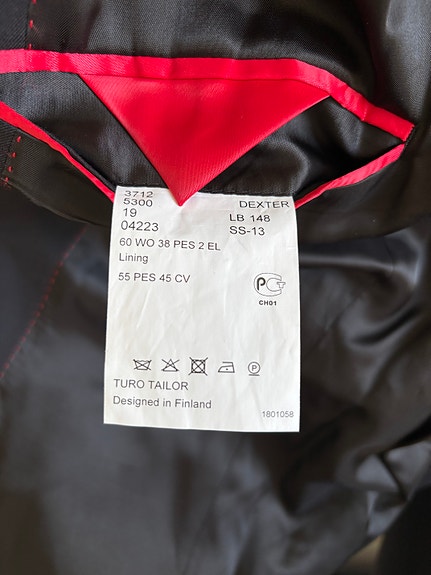 3712
5300 DEXTER
19 LB 148
04223 SS-13
60 WO 38 PES 2 EL
Lining
55 PES 45 CV
PCT
CH01
P
TURO TAILOR
Designed in Finland
1801058